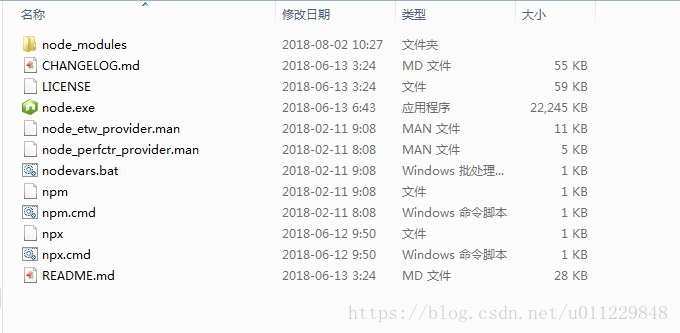 名称 修改日期 类型 大小
node_modules 2018-08-02 10:27 文件夹
CHANGELOG.md 2018-06-13 3:24 MD 文件 55 KB
LICENSE 2018-06-13 3:24 文件 59 KB
node.exe 2018-06-13 6:43 应用程序 22,245 KB
node_etw_provider.man 2018-02-11 9:08 MAN 文件 11 KB
node_perfctr_provider.man 2018-02-11 8:08 MAN 文件 5 KB
nodevars.bat 2018-02-11 9:08 Windows 批处理... 1 KB
npm 2018-02-11 9:08 文件 1 KB
npm.cmd 2018-02-11 8:08 Windows 命令脚本 1 KB
npx 2018-06-12 9:50 文件 1 KB
npx.cmd 2018-06-12 9:50 Windows 命令脚本 1 KB
README.md 2018-06-13 3:24 MD 文件 28 KB
https://blog.csdn.net/u011229848